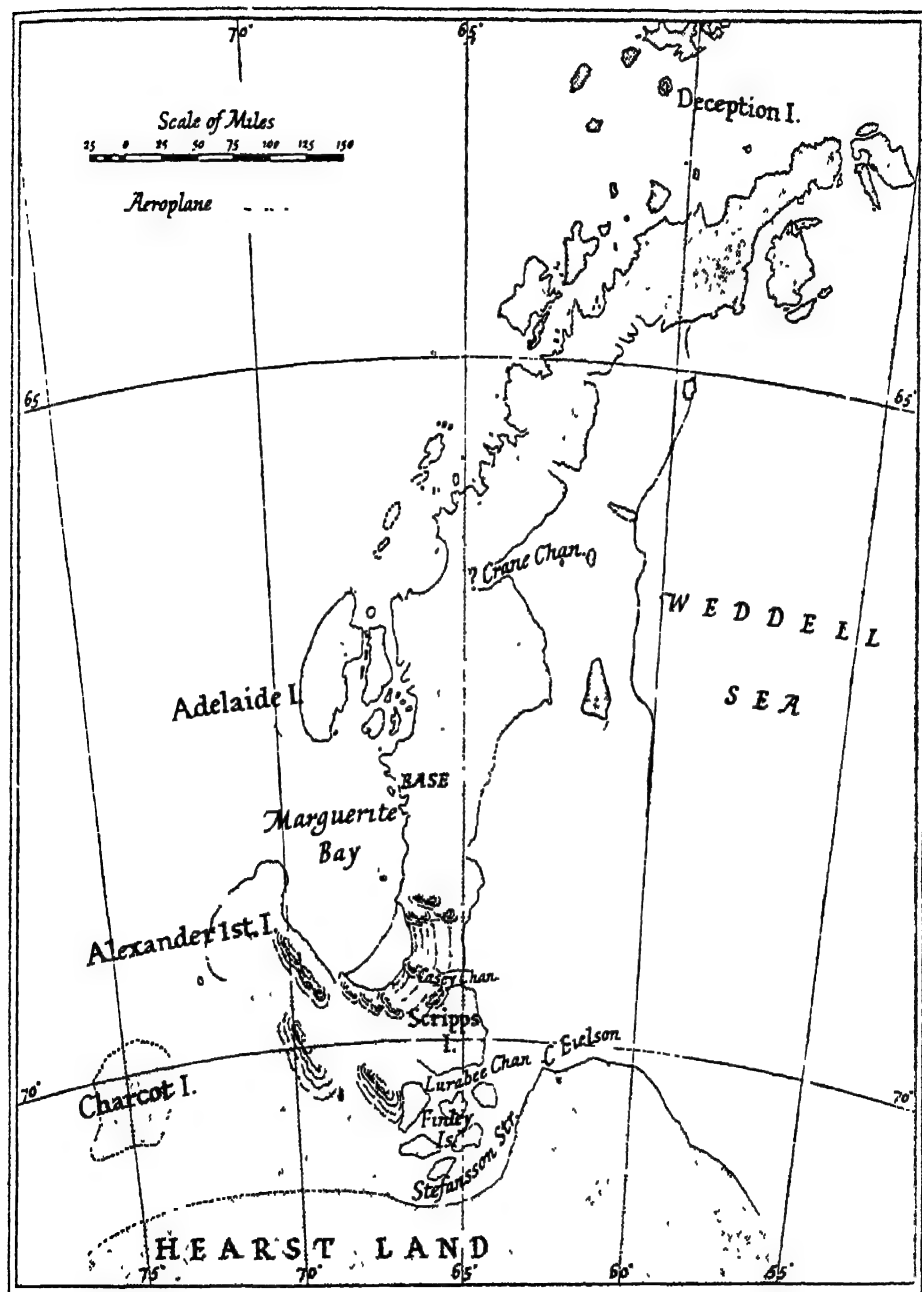 70°
65°
Deception I.
Scale of Miles
25 0 25 50 75 100 125 150
Aeroplane
65
65°
? Crane Chan.
WEDDELL
SEA
Adelaide I.
BASE
Marguerite
Bay
Alexander 1st. I.
Casey Chan.
Scripps
I.
C Eielson
Lurabee Chan
70°
70°
Charcot I.
Finley
Is.
Stefansson Str.
HEARST LAND
75°
70°
65°
60°
55°